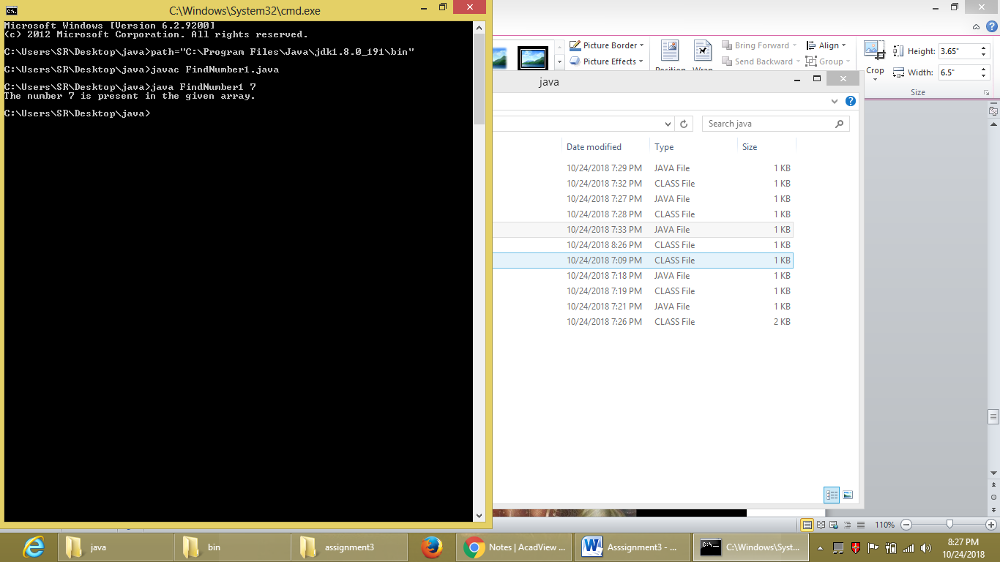 C:\Windows\System32\cmd.exe
Microsoft Windows [Version 6.2.9200]
(c) 2012 Microsoft Corporation. All rights reserved.
C:\Users\SR\Desktop\java>path="C:\Program Files\Java\jdk1.8.0_191\bin"
C:\Users\SR\Desktop\java>javac FindNumber1.java
C:\Users\SR\Desktop\java>java FindNumber1 7
The number 7 is present in the given array.
C:\Users\SR\Desktop\java>
Picture Border
Picture Effects
Position
Wrap
Bring Forward
Send Backward
Align
Group
Crop
Height: 3.65"
Width: 6.5"
Size
java
Search java
Date modified Type Size
10/24/2018 7:29 PM JAVA File 1 KB
10/24/2018 7:32 PM CLASS File 1 KB
10/24/2018 7:27 PM JAVA File 1 KB
10/24/2018 7:28 PM CLASS File 1 KB
10/24/2018 7:33 PM JAVA File 1 KB
10/24/2018 8:26 PM CLASS File 1 KB
10/24/2018 7:09 PM CLASS File 1 KB
10/24/2018 7:18 PM JAVA File 1 KB
10/24/2018 7:19 PM CLASS File 1 KB
10/24/2018 7:21 PM JAVA File 1 KB
10/24/2018 7:26 PM CLASS File 2 KB
110%
java
bin
assignment3
Notes | AcadView ...
Asssignment3 - ...
C:\Windows\Syst...
8:27 PM
10/24/2018